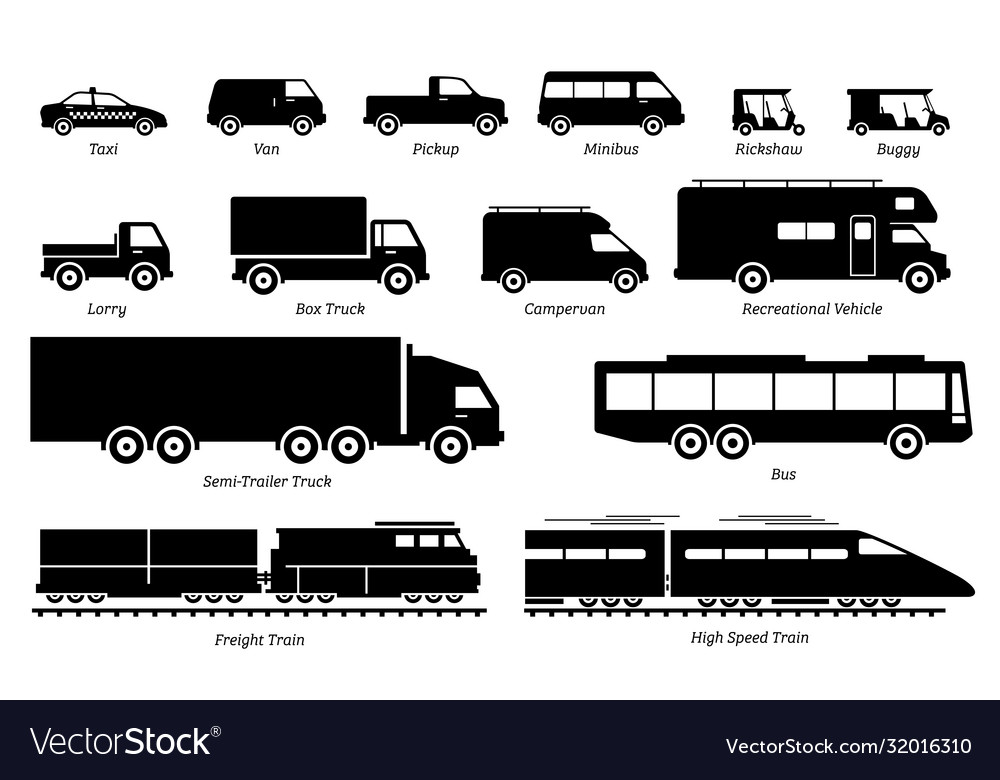 Taxi
Van
Pickup
Minibus
Rickshaw
Buggy
Lorry
Box Truck
Campervan
Recreational Vehicle
Semi-Trailer Truck
Bus
Freight Train
High Speed Train
VectorStock®
VectorStock.com/32016310